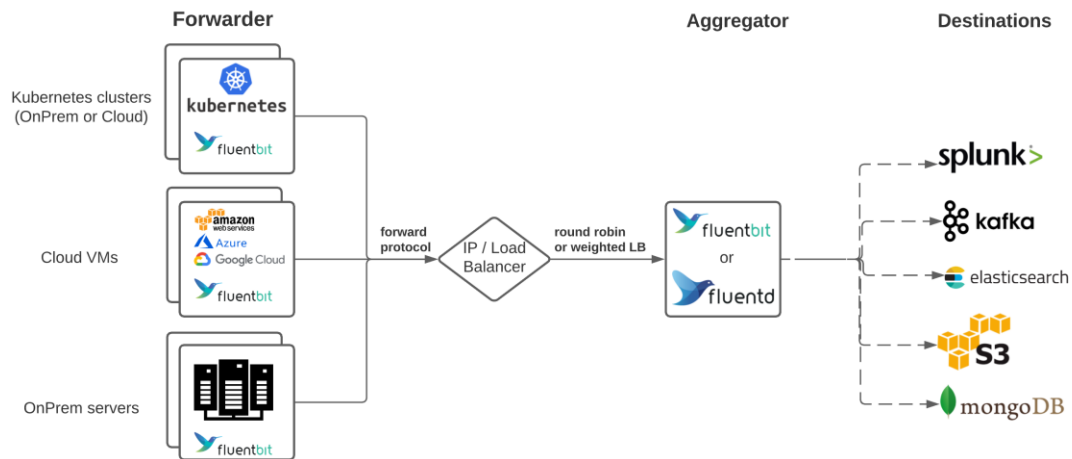 Forwarder
Aggregator
Destinations
Kubernetes clusters
(OnPrem or Cloud)
kubernetes
fluentbit
Cloud VMs
amazon
web services
Azure
Google Cloud
fluentbit
OnPrem servers
fluentbit
forward
protocol
IP / Load
Balancer
round robin
or weighted LB
fluentbit
or
fluentd
splunk>
kafka
elasticsearch
S3
mongoDB